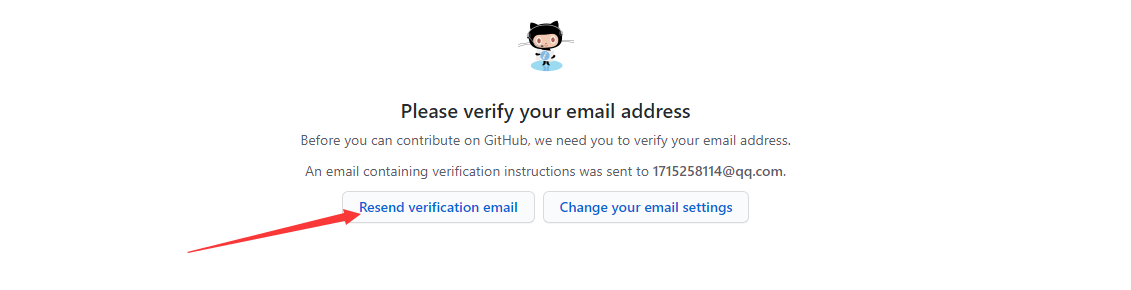 Please verify your email address
Before you can contribute on GitHub, we need you to verify your email address.
An email containing verification instructions was sent to 1715258114@qq.com.
Resend verification email
Change your email settings